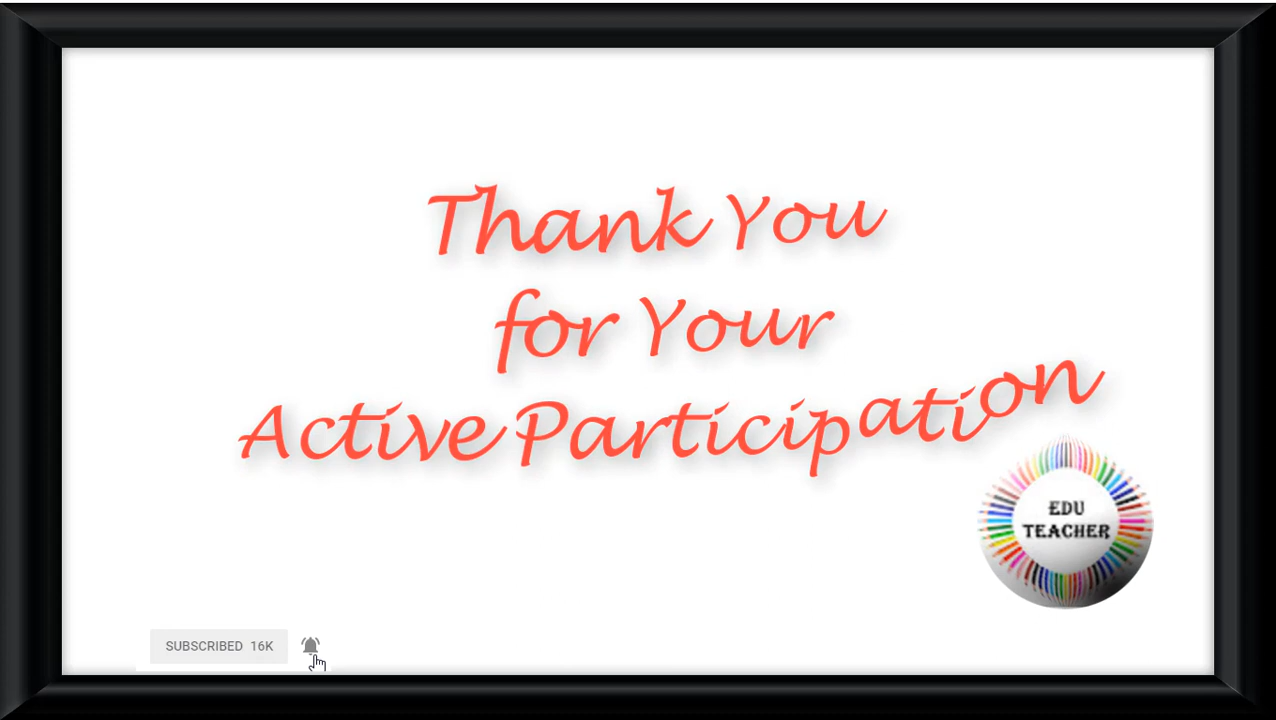 Thank You
for Your
Active Participation
EDU
TEACHER
SUBSCRIBED 16K